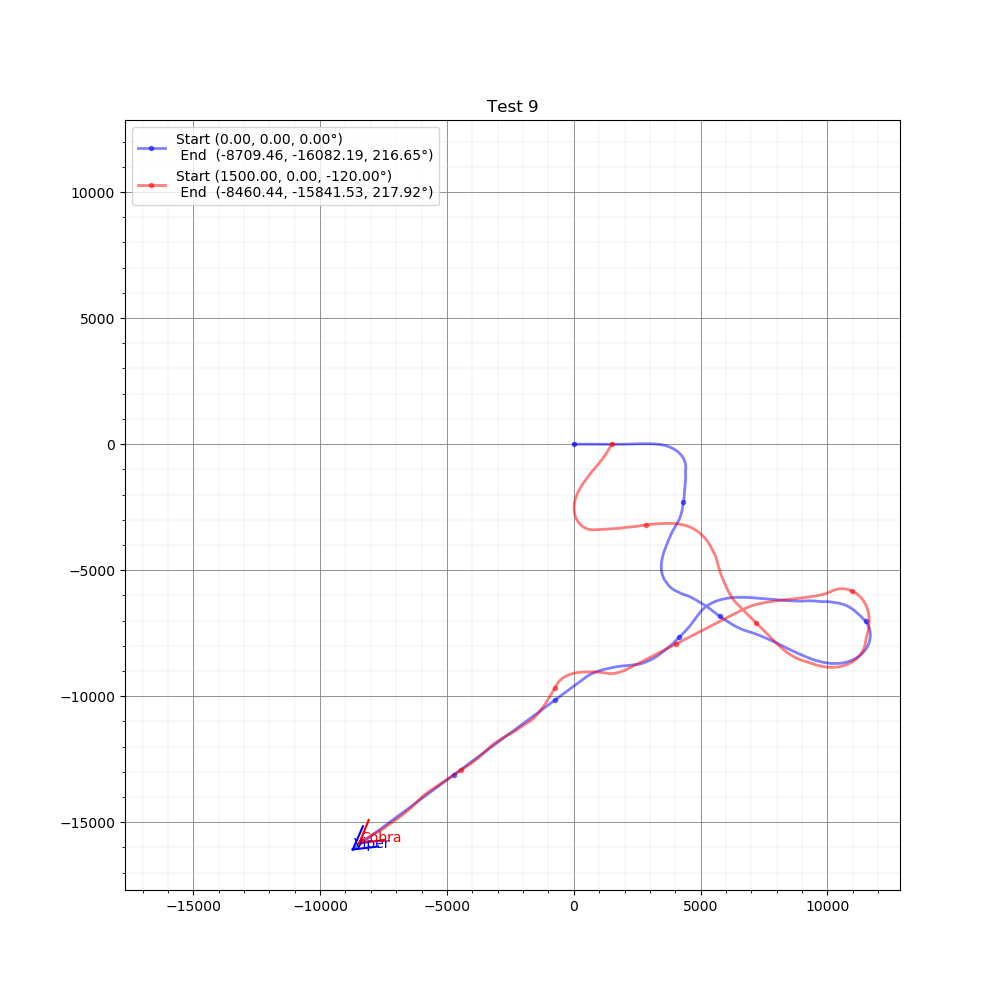 Test 9
Start (0.00, 0.00, 0.00°)
End (-8709.46, -16082.19, 216.65°)
Start (1500.00, 0.00, -120.00°)
End (-8460.44, -15841.53, 217.92°)
10000
5000
0
−5000
−10000
−15000
Cobra
Viper
−15000 −10000 −5000 0 5000 10000